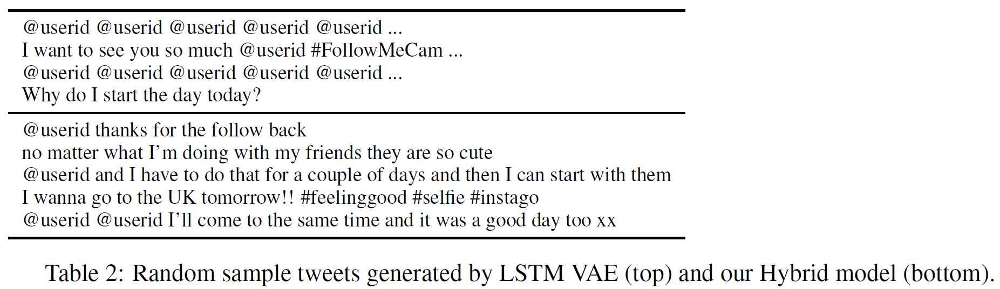 @userid @userid @userid @userid @userid ...
I want to see you so much @userid #FollowMeCam ...
@userid @userid @userid @userid @userid ...
Why do I start the day today?
@userid thanks for the follow back
no matter what I’m doing with my friends they are so cute
@userid and I have to do that for a couple of days and then I can start with them
I wanna go to the UK tomorrow!! #feelinggood #selfie #instago
@userid @userid I’ll come to the same time and it was a good day too xx
Table 2: Random sample tweets generated by LSTM VAE (top) and our Hybrid model (bottom).